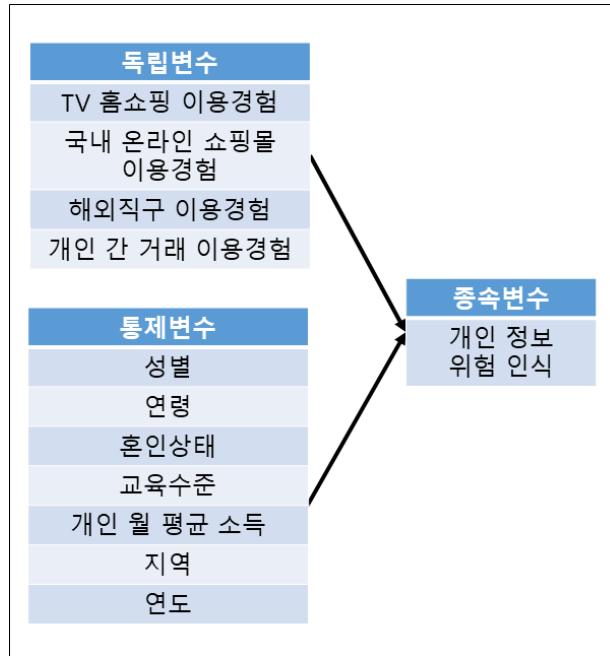 독립변수
TV 홈쇼핑 이용경험
국내 온라인 쇼핑몰
이용경험
해외직구 이용경험
개인 간 거래 이용경험
통제변수
성별
연령
혼인상태
교육수준
개인 월 평균 소득
지역
연도
종속변수
개인 정보
위험 인식